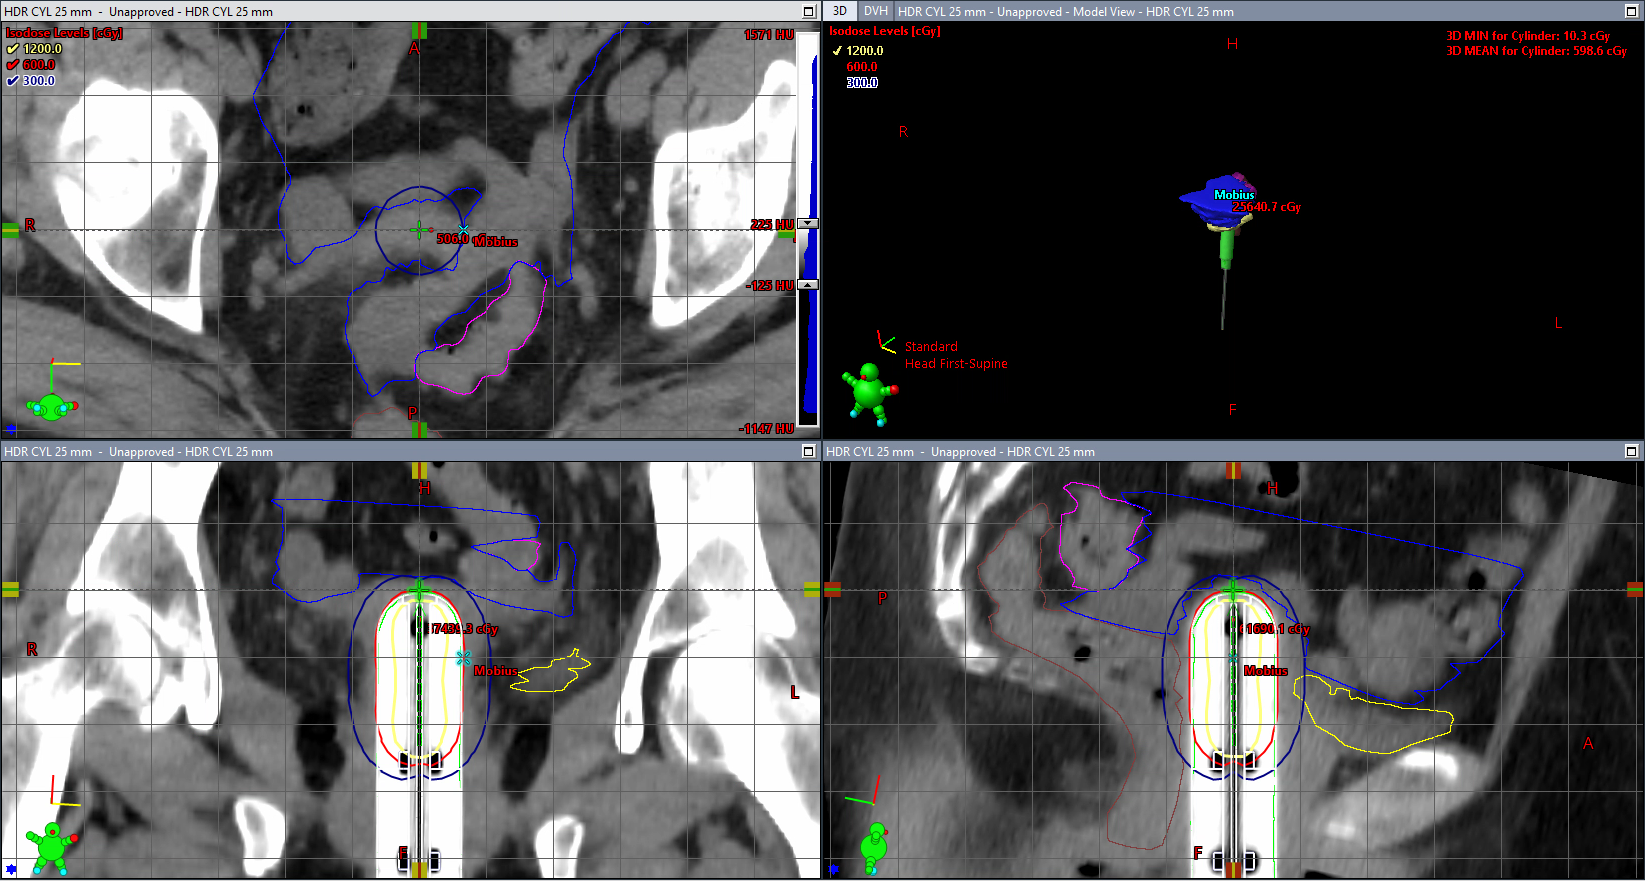 HDR CYL 25 mm - Unapproved - HDR CYL 25 mm
Isodose Levels [cGy]
1200.0
600.0
300.0
A
1571 HU
R
225 HU
506.0
Mobius
-125 HU
P
-1147 HU
3D
DVH
HDR CYL 25 mm - Unapproved - Model View - HDR CYL 25 mm
Isodose Levels [cGy]
1200.0
600.0
300.0
H
3D MIN for Cylinder: 10.3 cGy
3D MEAN for Cylinder: 598.6 cGy
R
Mobius
25640.7 cGy
L
Standard
Head First-Supine
F
HDR CYL 25 mm - Unapproved - HDR CYL 25 mm
H
cGy
R
Mobius
L
F
HDR CYL 25 mm - Unapproved - HDR CYL 25 mm
H
P
cGy
Mobius
A
F